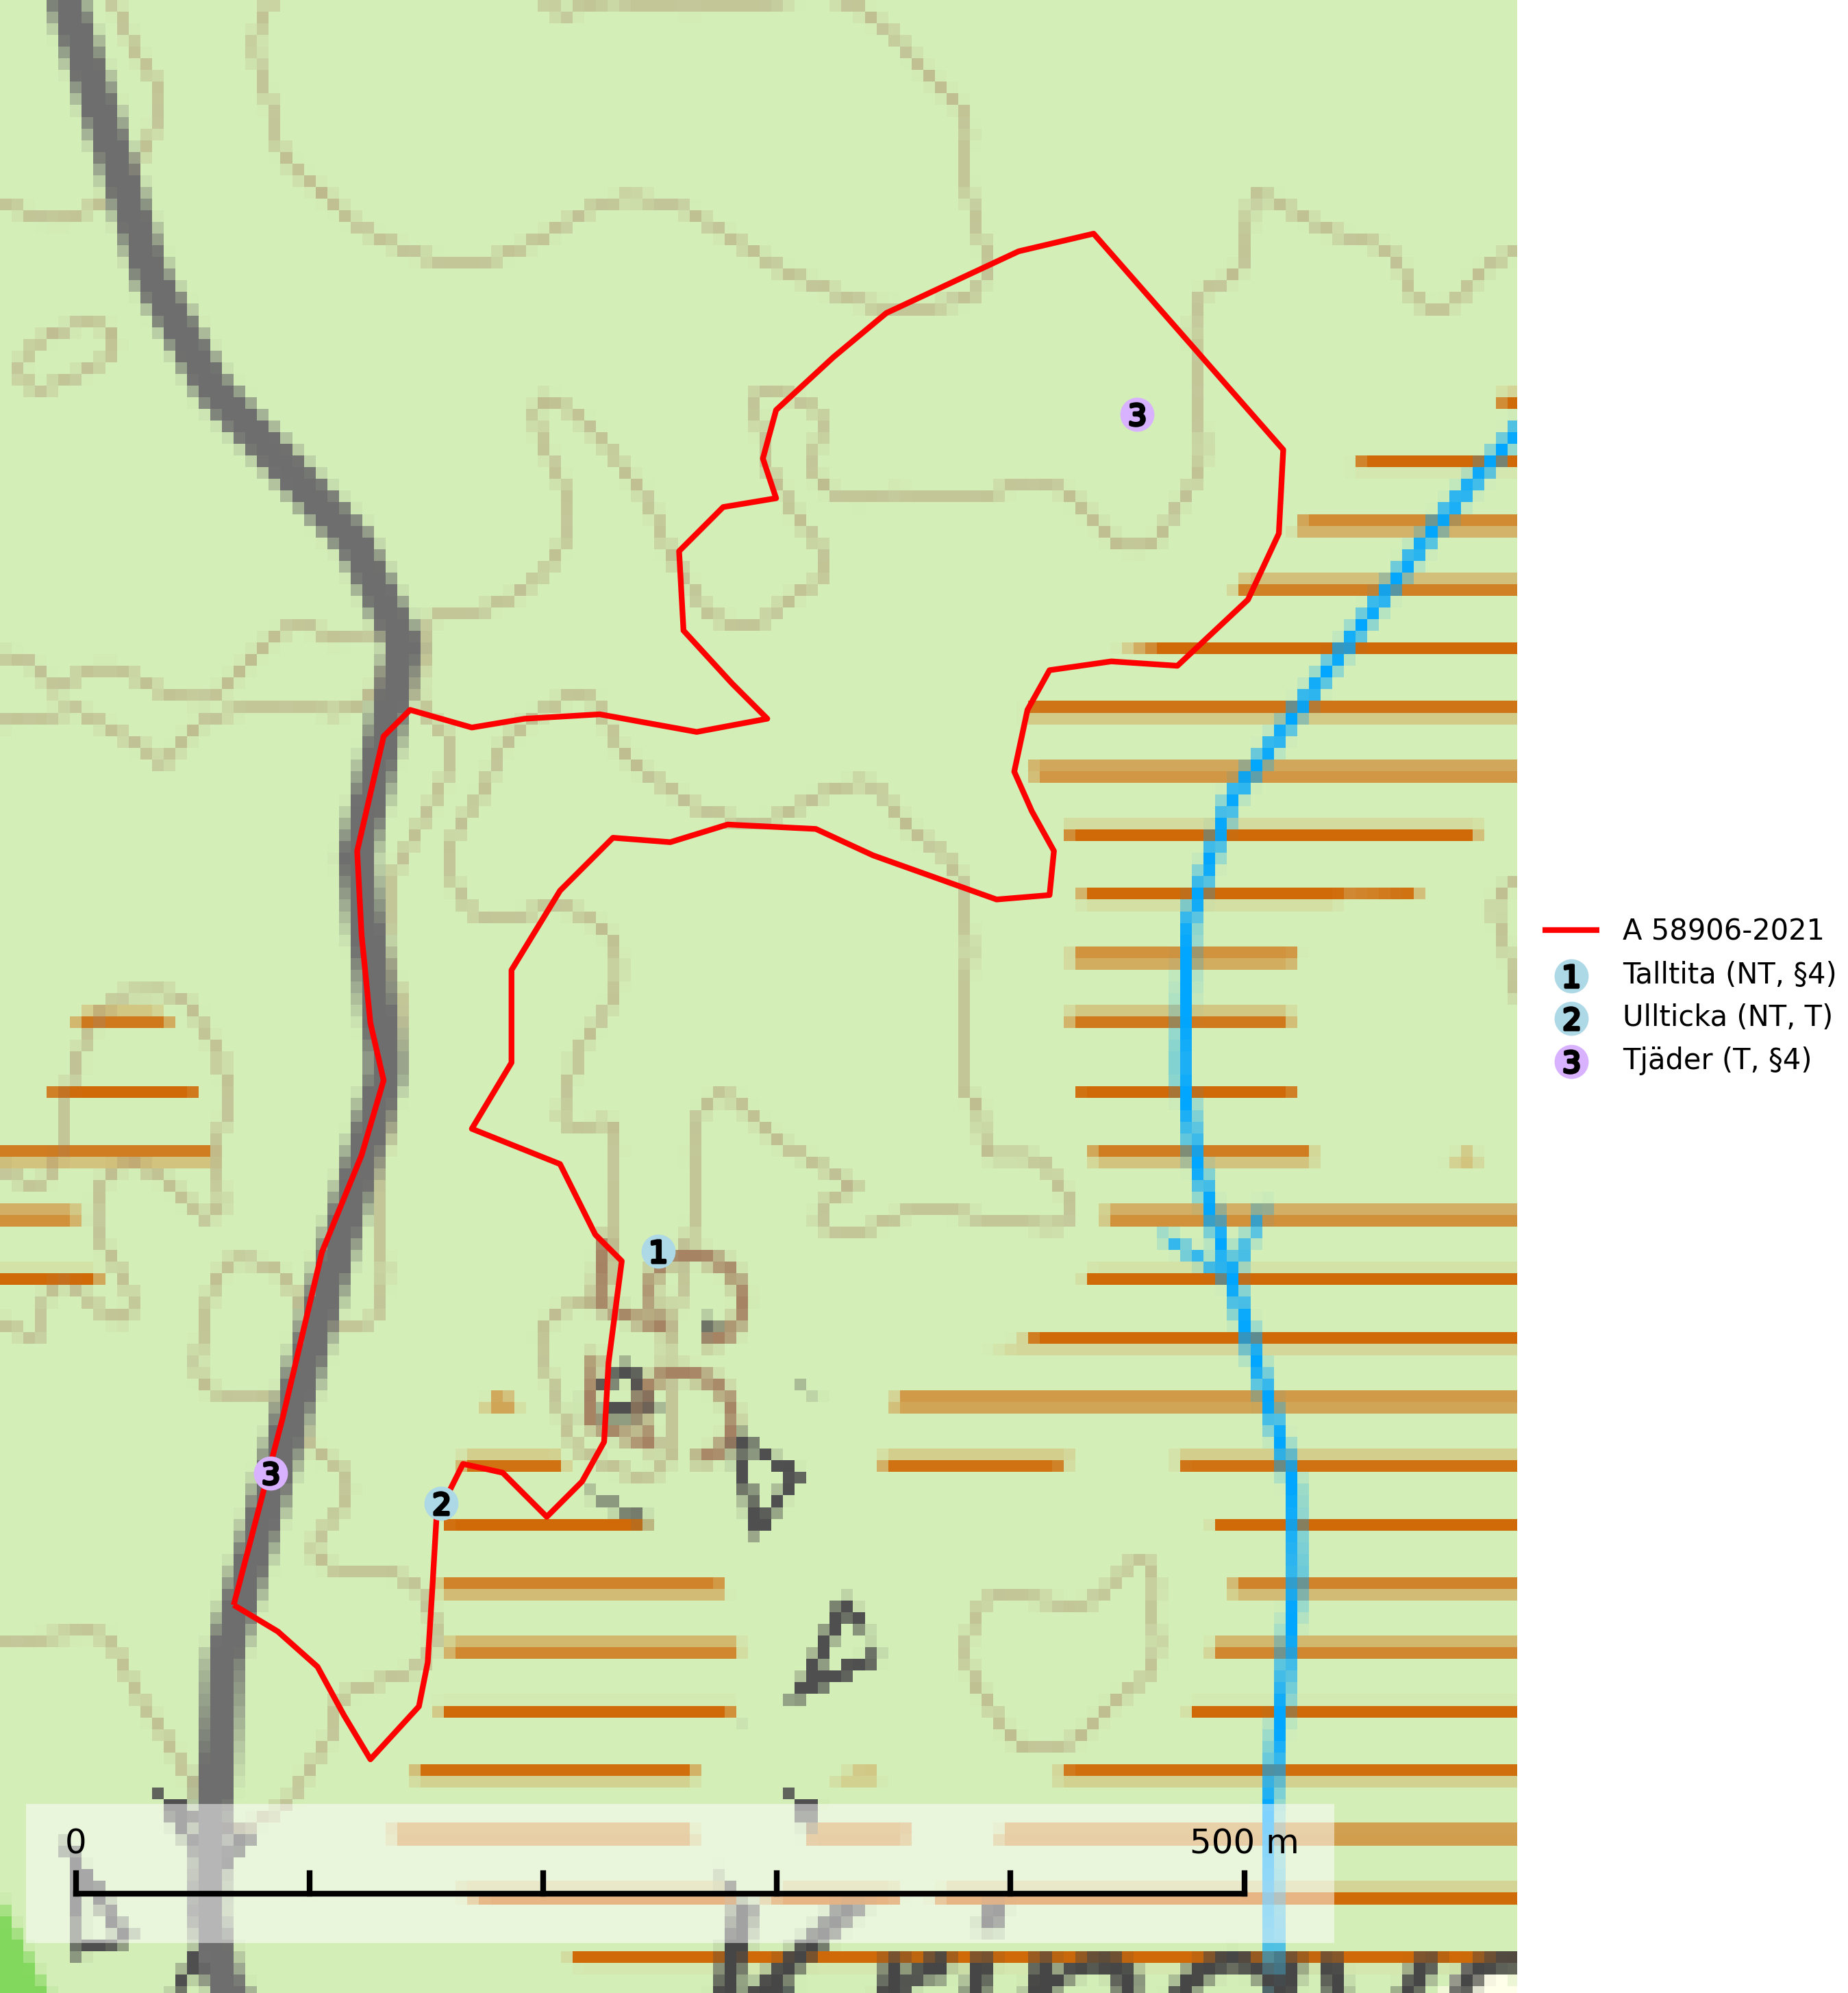 3
1
3
2
0 500 m
A 58906-2021
1 Talltita (NT, §4)
2 Ullticka (NT, T)
3 Tjäder (T, §4)